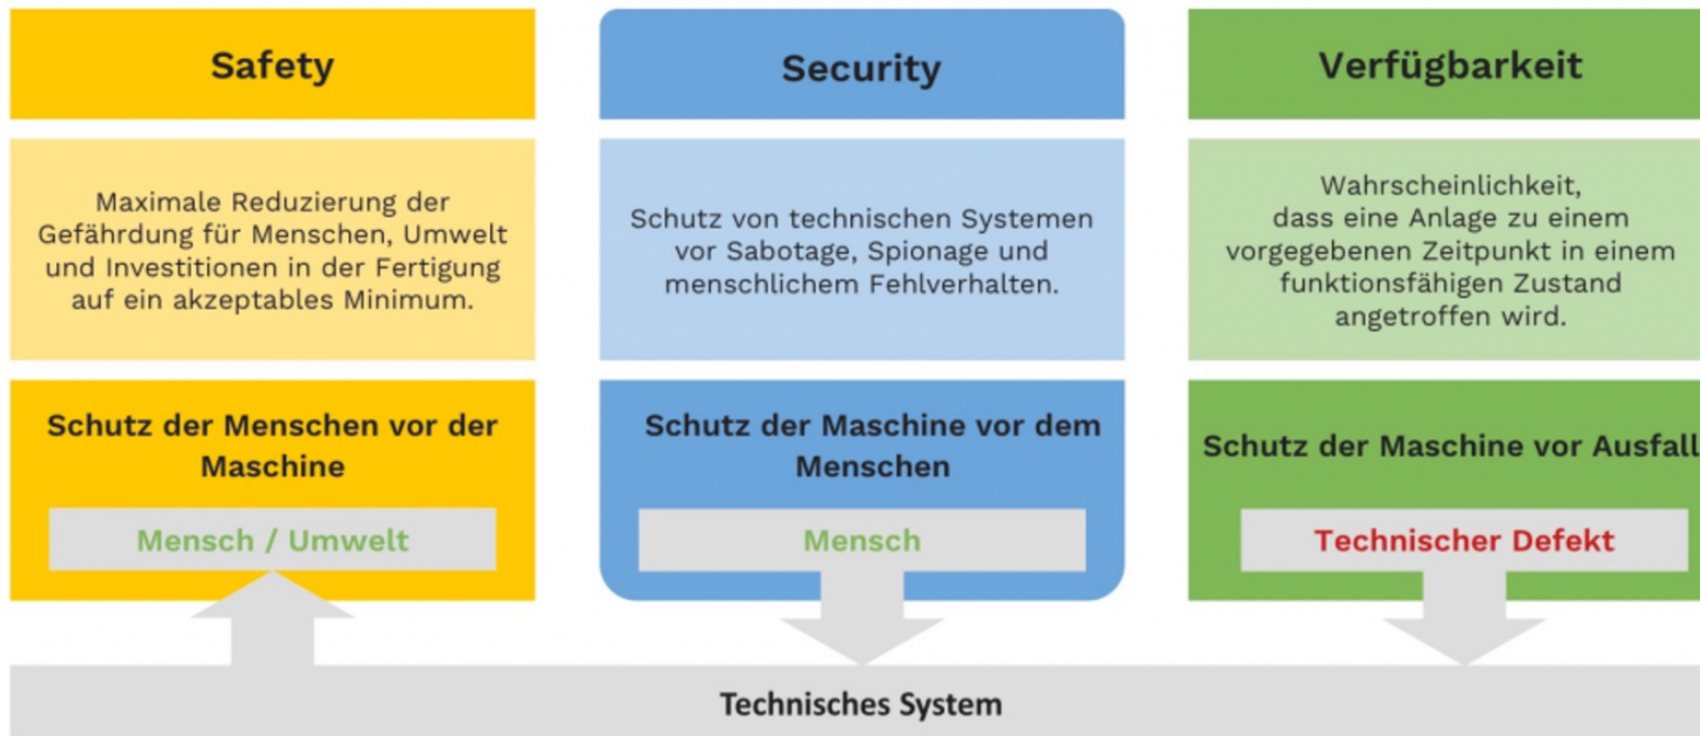 Safety
Maximale Reduzierung der
Gefährdung für Menschen, Umwelt
und Investitionen in der Fertigung
auf ein akzeptables Minimum.
Schutz der Menschen vor der
Maschine
Mensch / Umwelt
Security
Schutz von technischen Systemen
vor Sabotage, Spionage und
menschlichem Fehlverhalten.
Schutz der Maschine vor dem
Menschen
Mensch
Verfügbarkeit
Wahrscheinlichkeit,
dass eine Anlage zu einem
vorgegebenen Zeitpunkt in einem
funktionsfähigen Zustand
angetroffen wird.
Schutz der Maschine vor Ausfall
Technischer Defekt
Technisches System